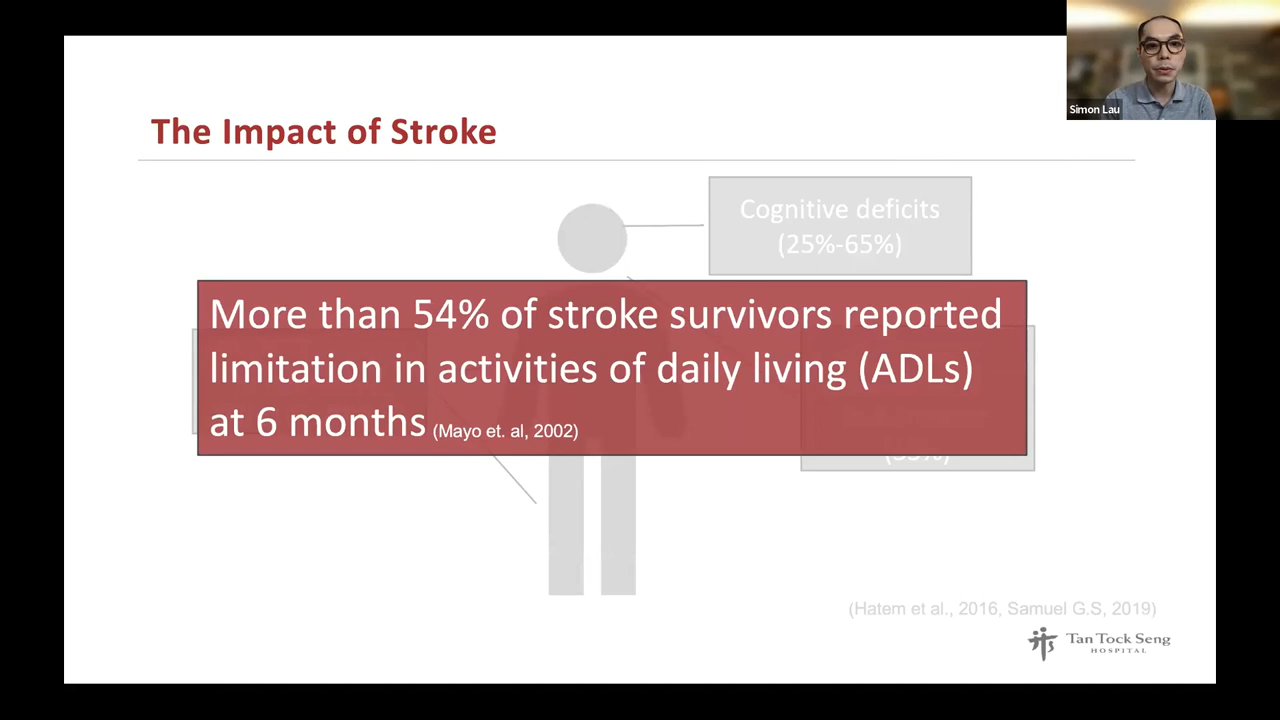 Simon Lau
The Impact of Stroke
Cognitive deficits
(25%-65%)
More than 54% of stroke survivors reported
limitation in activities of daily living (ADLs)
at 6 months (Mayo et. al, 2002)
(Hatem et al., 2016, Samuel G.S, 2019)
Tan Tock Seng
HOSPITAL